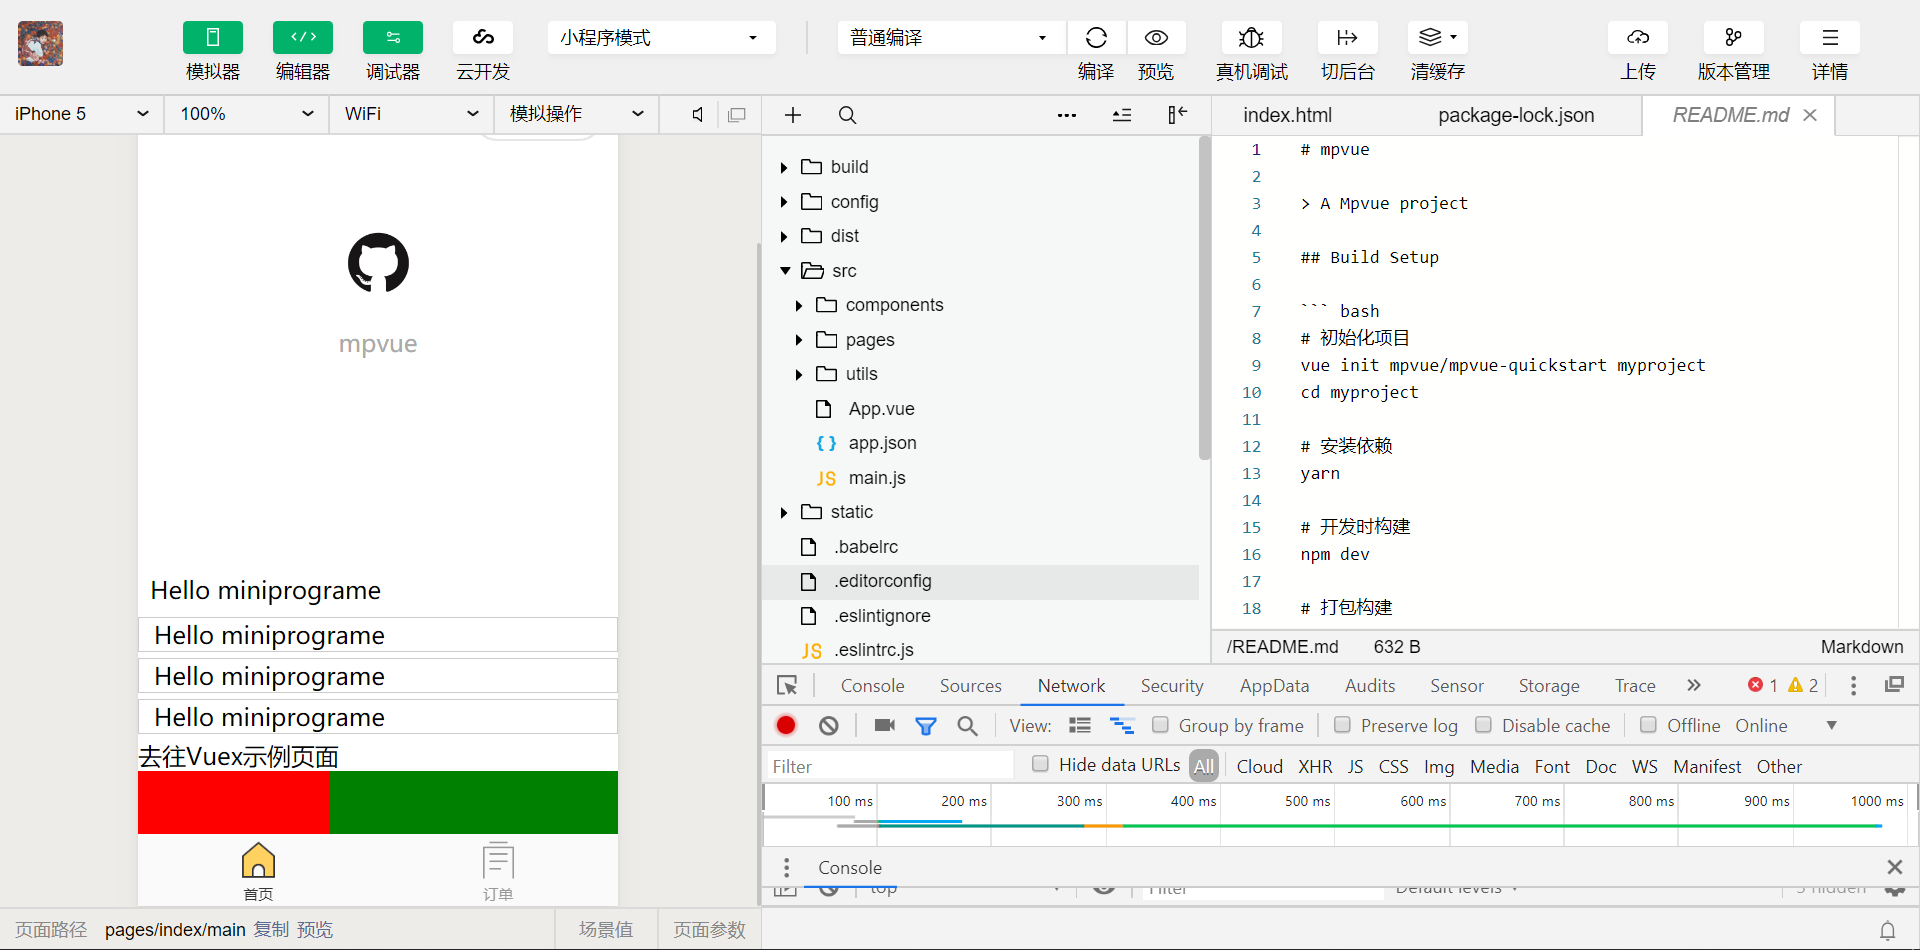 小程序模式
普通编译
模拟器 编辑器 调试器 云开发 编译 预览 真机调试 切后台 清缓存 上传 版本管理 详情
iPhone 5 100% WiFi 模拟操作
index.html package-lock.json README.md
mpvue
Hello miniprograme
Hello miniprograme
Hello miniprograme
Hello miniprograme
去往Vuex示例页面
首页 订单
页面路径 pages/index/main 复制 预览 场景值 页面参数
build
config
dist
src
components
pages
utils
App.vue
{ } app.json
JS main.js
static
.babelrc
.editorconfig
.eslintignore
JS .eslintrc.js
1 # mpvue
2
3 > A Mpvue project
4
5 ## Build Setup
6
7 ``` bash
8 # 初始化项目
9 vue init mpvue/mpvue-quickstart myproject
10 cd myproject
11
12 # 安装依赖
13 yarn
14
15 # 开发时构建
16 npm dev
17
18 # 打包构建
/README.md 632 B Markdown
Console Sources Network Security AppData Audits Sensor Storage Trace 1 2
View: Group by frame Preserve log Disable cache Offline Online
Filter Hide data URLs All Cloud XHR JS CSS Img Media Font Doc WS Manifest Other
100 ms 200 ms 300 ms 400 ms 500 ms 600 ms 700 ms 800 ms 900 ms 1000 ms
Console
top Filter Default levels 3 hidden